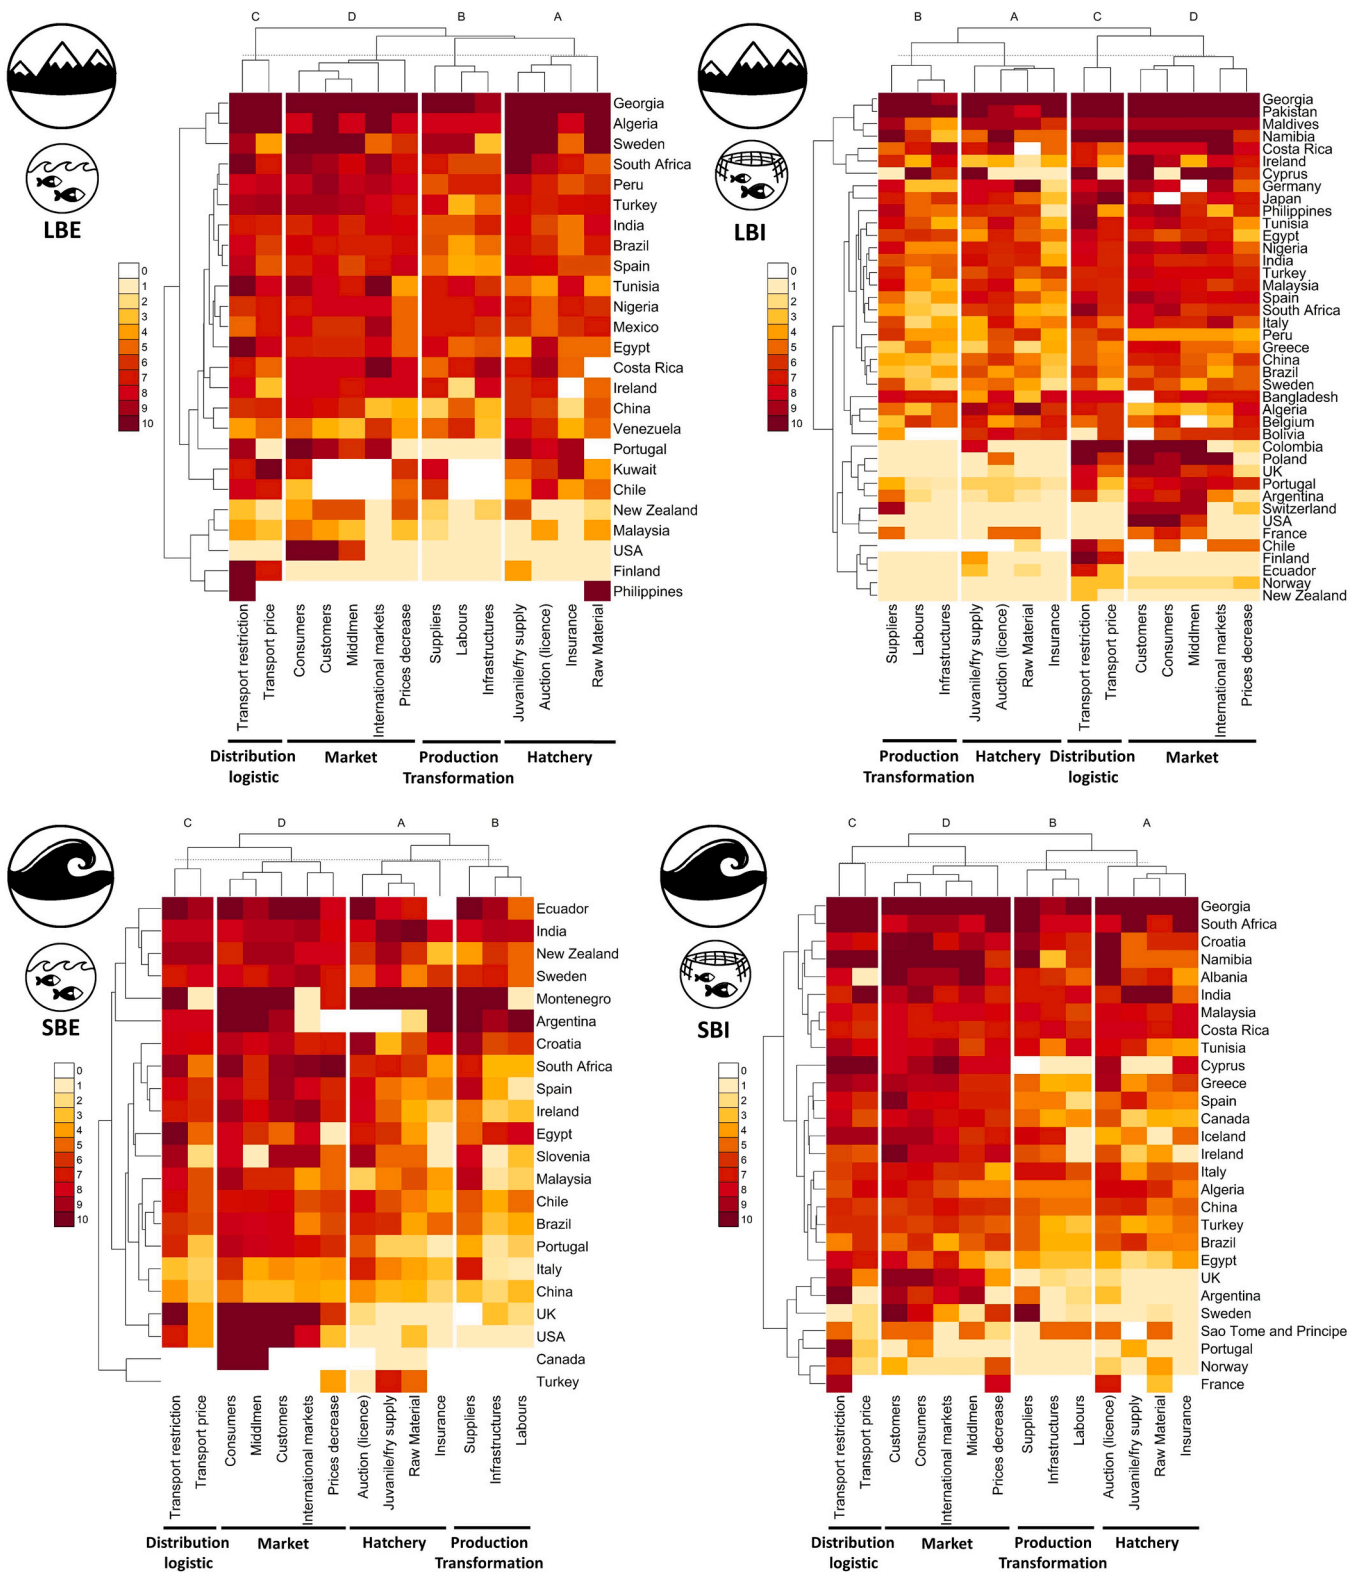 C
D
B
A
Georgia
Algeria
Sweden
South Africa
Peru
Turkey
India
Brazil
Spain
Tunisia
Nigeria
Mexico
Egypt
Costa Rica
Ireland
China
Venezuela
Portugal
Kuwait
Chile
New Zealand
Malaysia
USA
Finland
Philippines
LBE
0
1
2
3
4
5
6
7
8
9
10
Transport restriction
Transport price
Consumers
Customers
Middlmen
International markets
Prices decrease
Suppliers
Labours
Infrastructures
Juvanile/fry supply
Auction (licence)
Insurance
Raw Material
Distribution
logistic
Market
Production
Transformation
Hatchery
B
A
C
D
Georgia
Pakistan
Maldives
Namibia
Costa Rica
Ireland
Cyprus
Germany
Japan
Philippines
Tunisia
Egypt
Nigeria
India
Turkey
Malaysia
Spain
South Africa
Italy
Peru
Greece
China
Brazil
Sweden
Bangladesh
Algeria
Belgium
Bolivia
Colombia
Poland
UK
Portugal
Argentina
Switzerland
USA
France
Chile
Finland
Ecuador
Norway
New Zealand
LBI
0
1
2
3
4
5
6
7
8
9
10
Suppliers
Labours
Infrastructures
Juvanile/fry supply
Auction (licence)
Raw Material
Insurance
Transport restriction
Transport price
Customers
Consumers
Middlmen
International markets
Prices decrease
Production
Transformation
Hatchery
Distribution
logistic
Market
C
D
A
B
Ecuador
India
New Zealand
Sweden
Montenegro
Argentina
Croatia
South Africa
Spain
Ireland
Egypt
Slovenia
Malaysia
Chile
Brazil
Portugal
Italy
China
UK
USA
Canada
Turkey
SBE
0
1
2
3
4
5
6
7
8
9
10
Transport restriction
Transport price
Consumers
Middlmen
Customers
International markets
Prices decrease
Auction (licence)
Juvanile/fry supply
Raw Material
Insurance
Suppliers
Infrastructures
Labours
Distribution
logistic
Market
Hatchery
Production
Transformation
C
D
B
A
Georgia
South Africa
Croatia
Namibia
Albania
India
Malaysia
Costa Rica
Tunisia
Cyprus
Greece
Spain
Canada
Iceland
Ireland
Italy
Algeria
China
Turkey
Brazil
Egypt
UK
Argentina
Sweden
Sao Tome and Principe
Portugal
Norway
France
SBI
0
1
2
3
4
5
6
7
8
9
10
Transport restriction
Transport price
Customers
Consumers
International markets
Middlmen
Prices decrease
Suppliers
Infrastructures
Labours
Auction (licence)
Juvanile/fry supply
Raw Material
Insurance
Distribution
logistic
Market
Production
Transformation
Hatchery